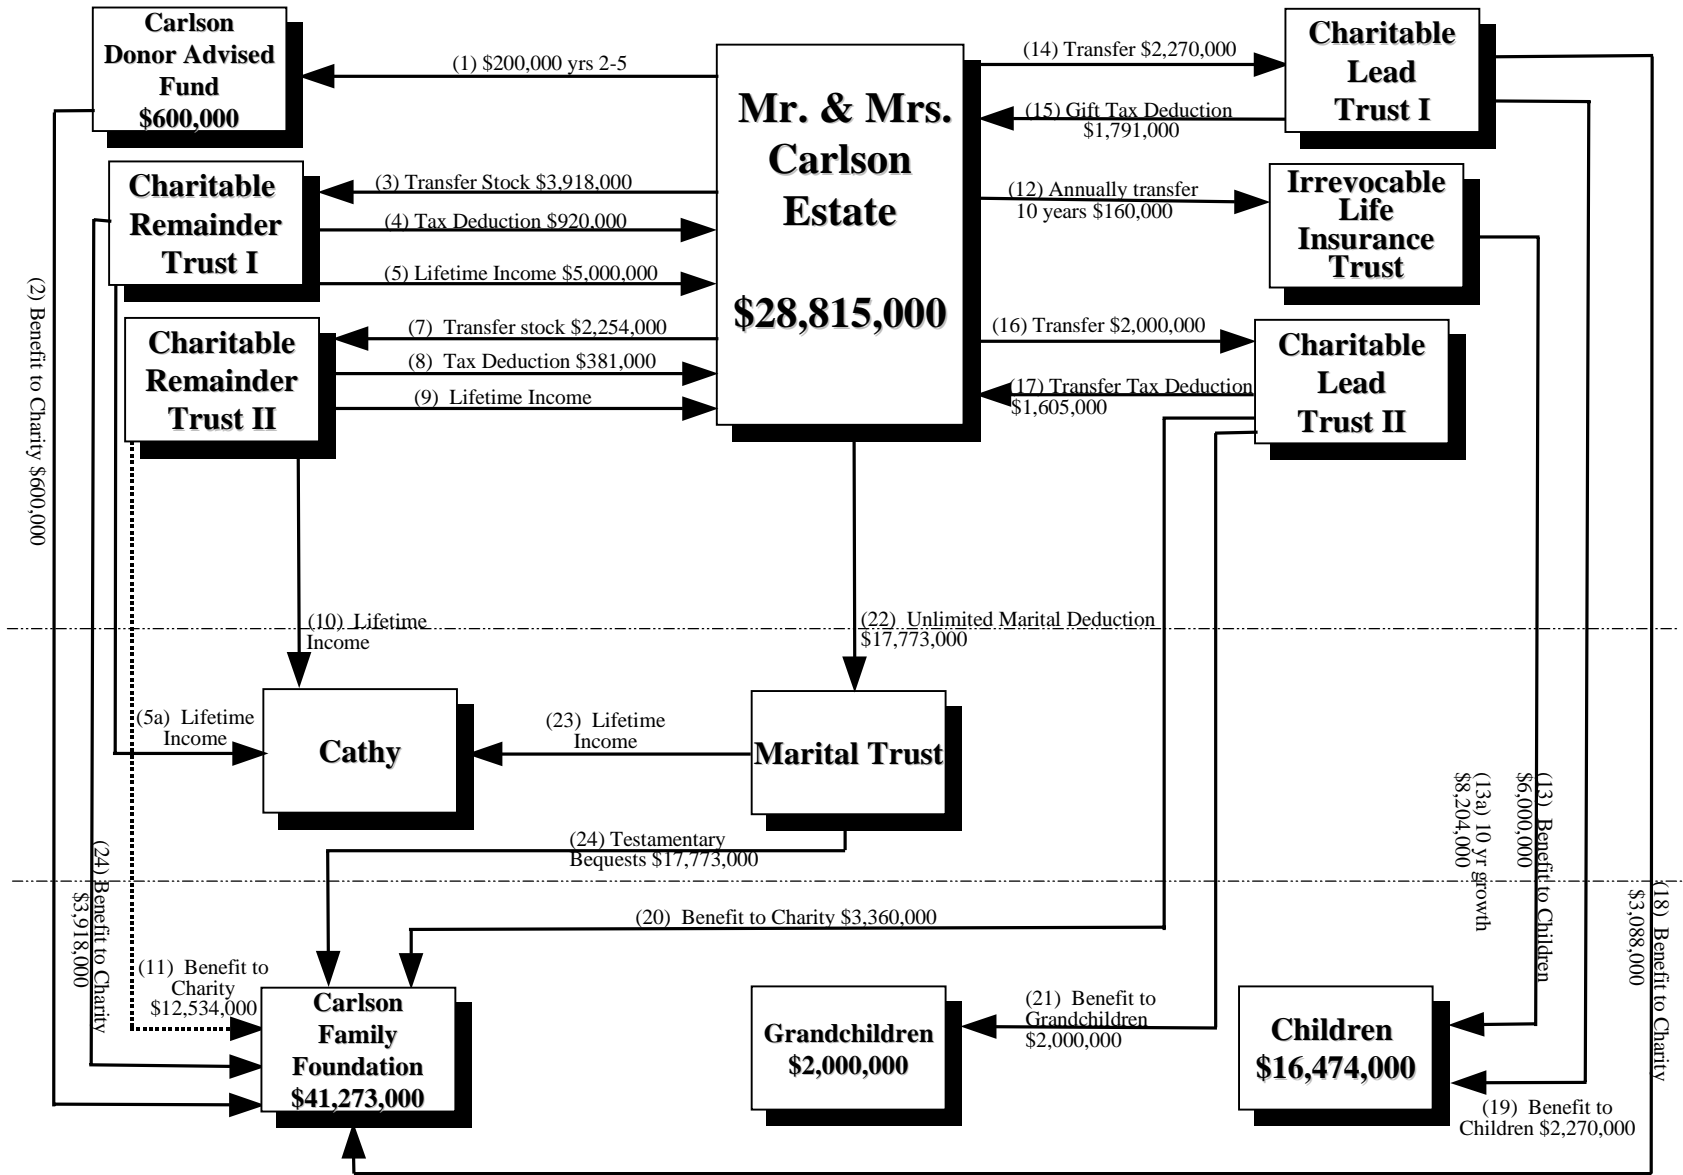 Carlson
Donor Advised
Fund
$600,000
(1) $200,000 yrs 2-5
Mr. & Mrs.
Carlson
Estate
$28,815,000
(14) Transfer $2,270,000
Charitable
Lead
Trust I
(15) Gift Tax Deduction
$1,791,000
Charitable
Remainder
Trust I
(3) Transfer Stock $3,918,000
(4) Tax Deduction $920,000
(5) Lifetime Income $5,000,000
(12) Annually transfer
10 years $160,000
Irrevocable
Life
Insurance
Trust
Charitable
Remainder
Trust II
(7) Transfer stock $2,254,000
(8) Tax Deduction $381,000
(9) Lifetime Income
(16) Transfer $2,000,000
Charitable
Lead
Trust II
(17) Transfer Tax Deduction
$1,605,000
(2) Benefit to Charity $600,000
(10) Lifetime
Income
(22) Unlimited Marital Deduction
$17,773,000
(5a) Lifetime
Income
Cathy
(23) Lifetime
Income
Marital Trust
(24) Testamentary
Bequests $17,773,000
(13) Benefit to Children
$6,000,000
(13a) 10 yr growth
$8,204,000
(24) Benefit to Charity
$3,918,000
(18) Benefit to Charity
$3,088,000
(20) Benefit to Charity $3,360,000
(11) Benefit to
Charity
$12,534,000
Carlson
Family
Foundation
$41,273,000
Grandchildren
$2,000,000
(21) Benefit to
Grandchildren
$2,000,000
Children
$16,474,000
(19) Benefit to
Children $2,270,000